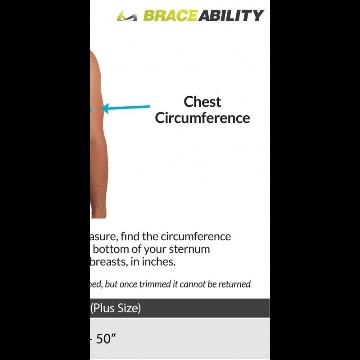 BRACEABILITY
Chest
Circumference
asure, find the circumference
bottom of your sternum
breasts, in inches.
ed, but once trimmed it cannot be returned
(Plus Size)
- 50"